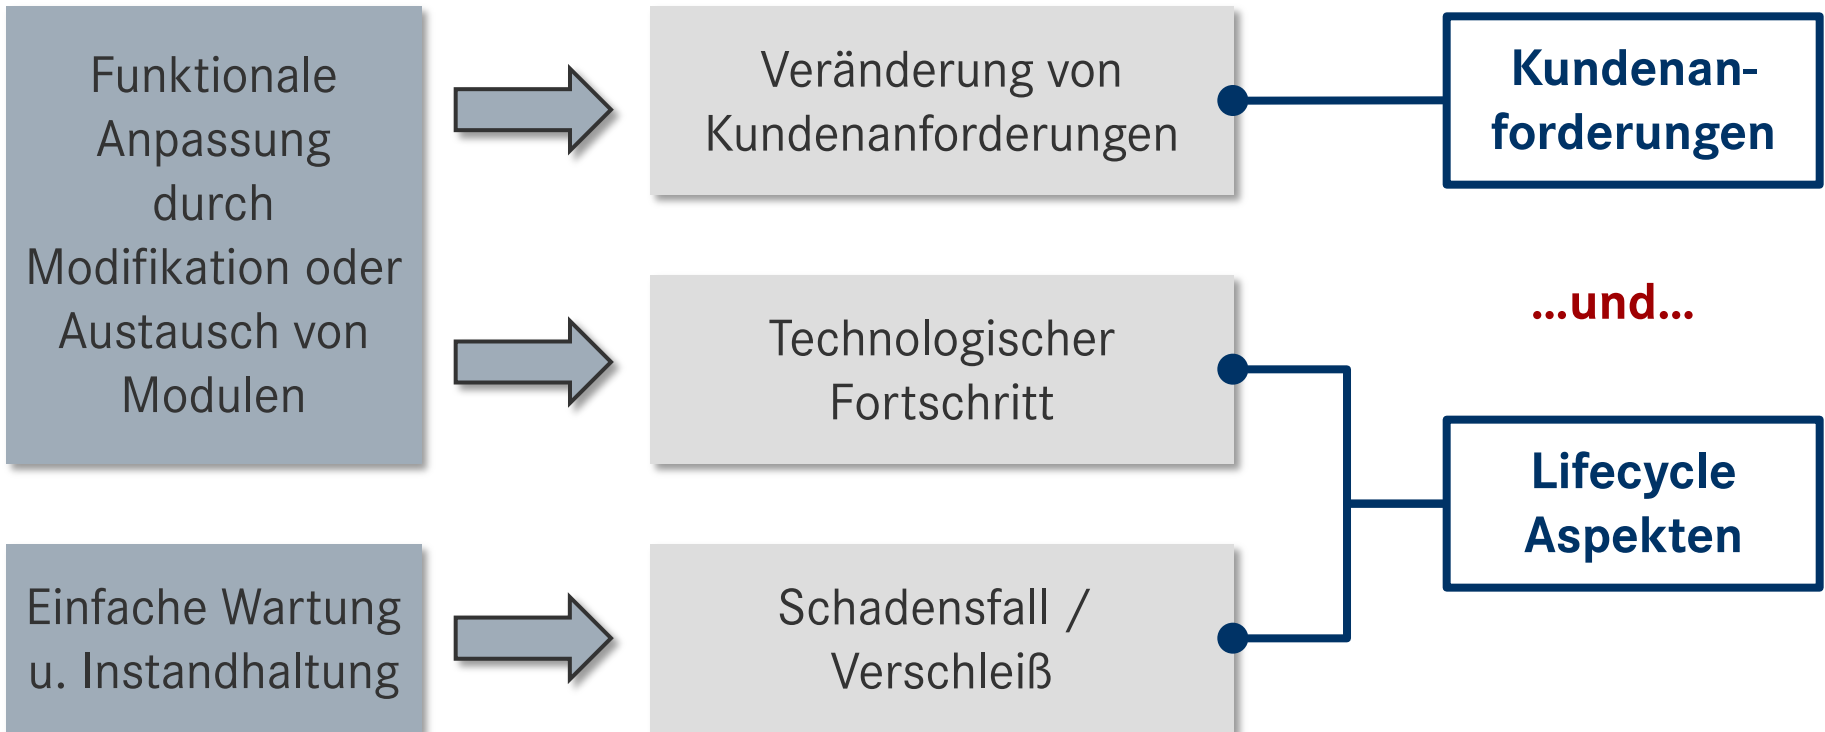 Funktionale
Anpassung
durch
Modifikation oder
Austausch von
Modulen
Veränderung von
Kundenanforderungen
Kundenan-
forderungen
...und...
Technologischer
Fortschritt
Lifecycle
Aspekten
Einfache Wartung
u. Instandhaltung
Schadensfall /
Verschleiß